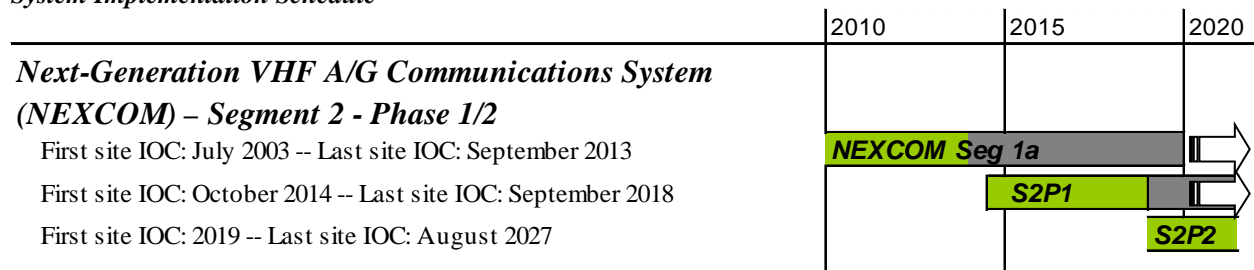 System Implementation Schedule
2010 2015 2020
Next-Generation VHF A/G Communications System
(NEXCOM) – Segment 2 - Phase 1/2
First site IOC: July 2003 -- Last site IOC: September 2013
NEXCOM Seg 1a
First site IOC: October 2014 -- Last site IOC: September 2018
S2P1
First site IOC: 2019 -- Last site IOC: August 2027
S2P2